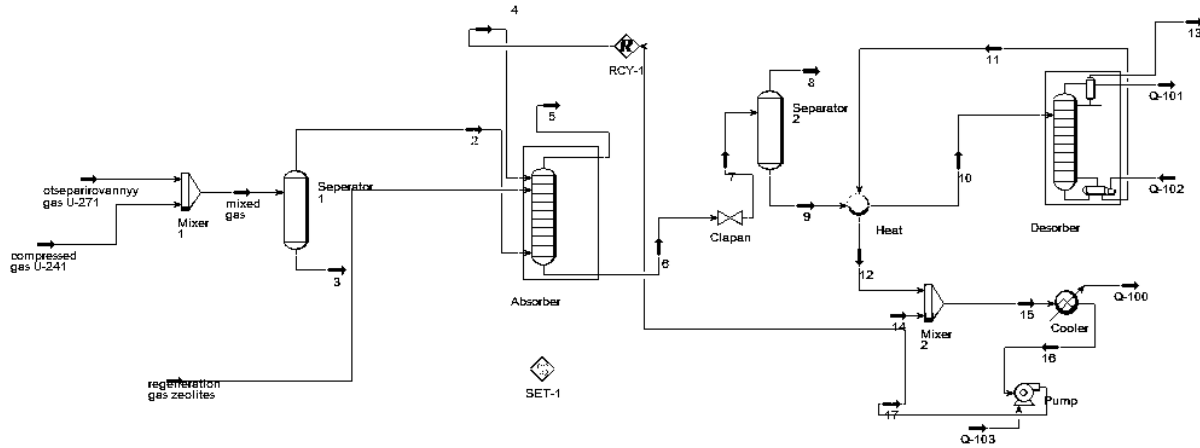 4
13
RCY-1
11
8
Q-101
5
Separator
2
2
7
10
Q-102
otseparirovannyy
gas U-271
Seperator
1
mixed
gas
9
Mixer
1
Heat
Desorber
Clapan
compressed
gas U-241
6
12
3
Absorber
Q-100
14
15
Mixer
2
Cooler
16
regeneration
gas zeolites
SET-1
Pump
17
Q-103